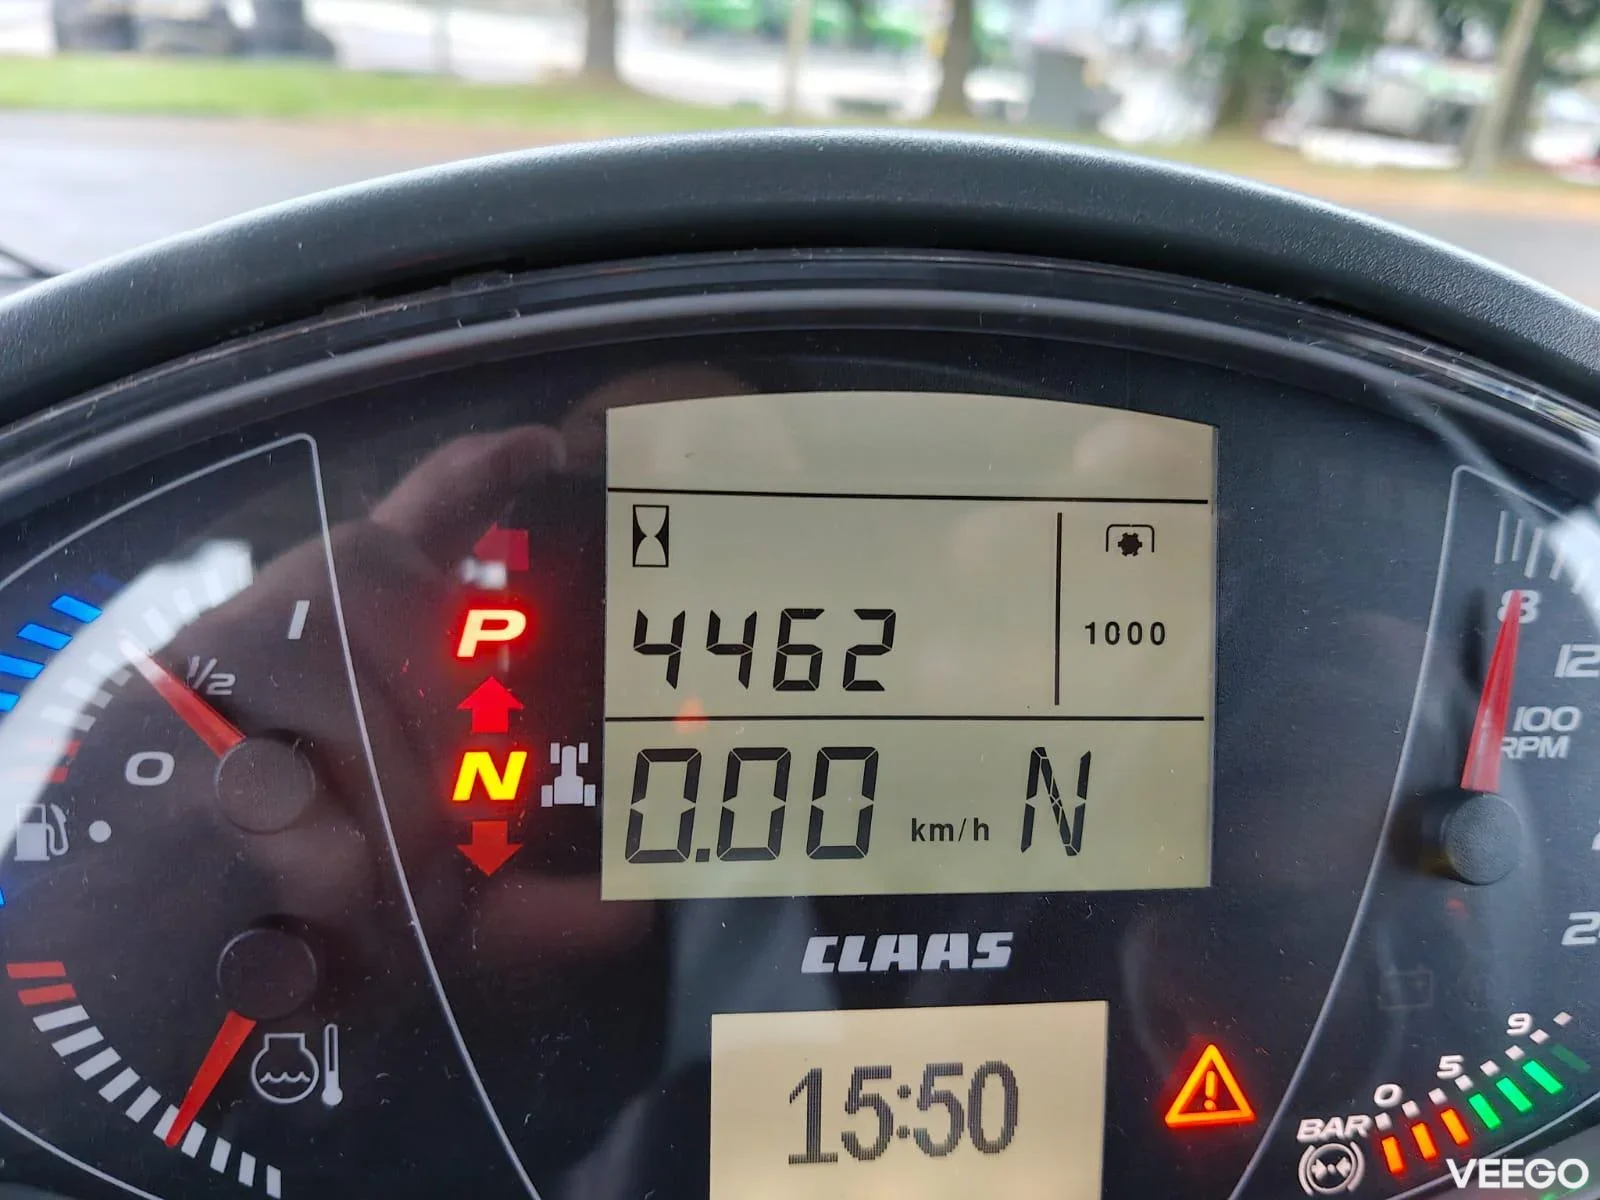 4462
1000
0.00 km/h N
P
N
1
1/2
0
8
12
100
RPM
CLAAS
15:50
9
5
0
BAR
VEEGO